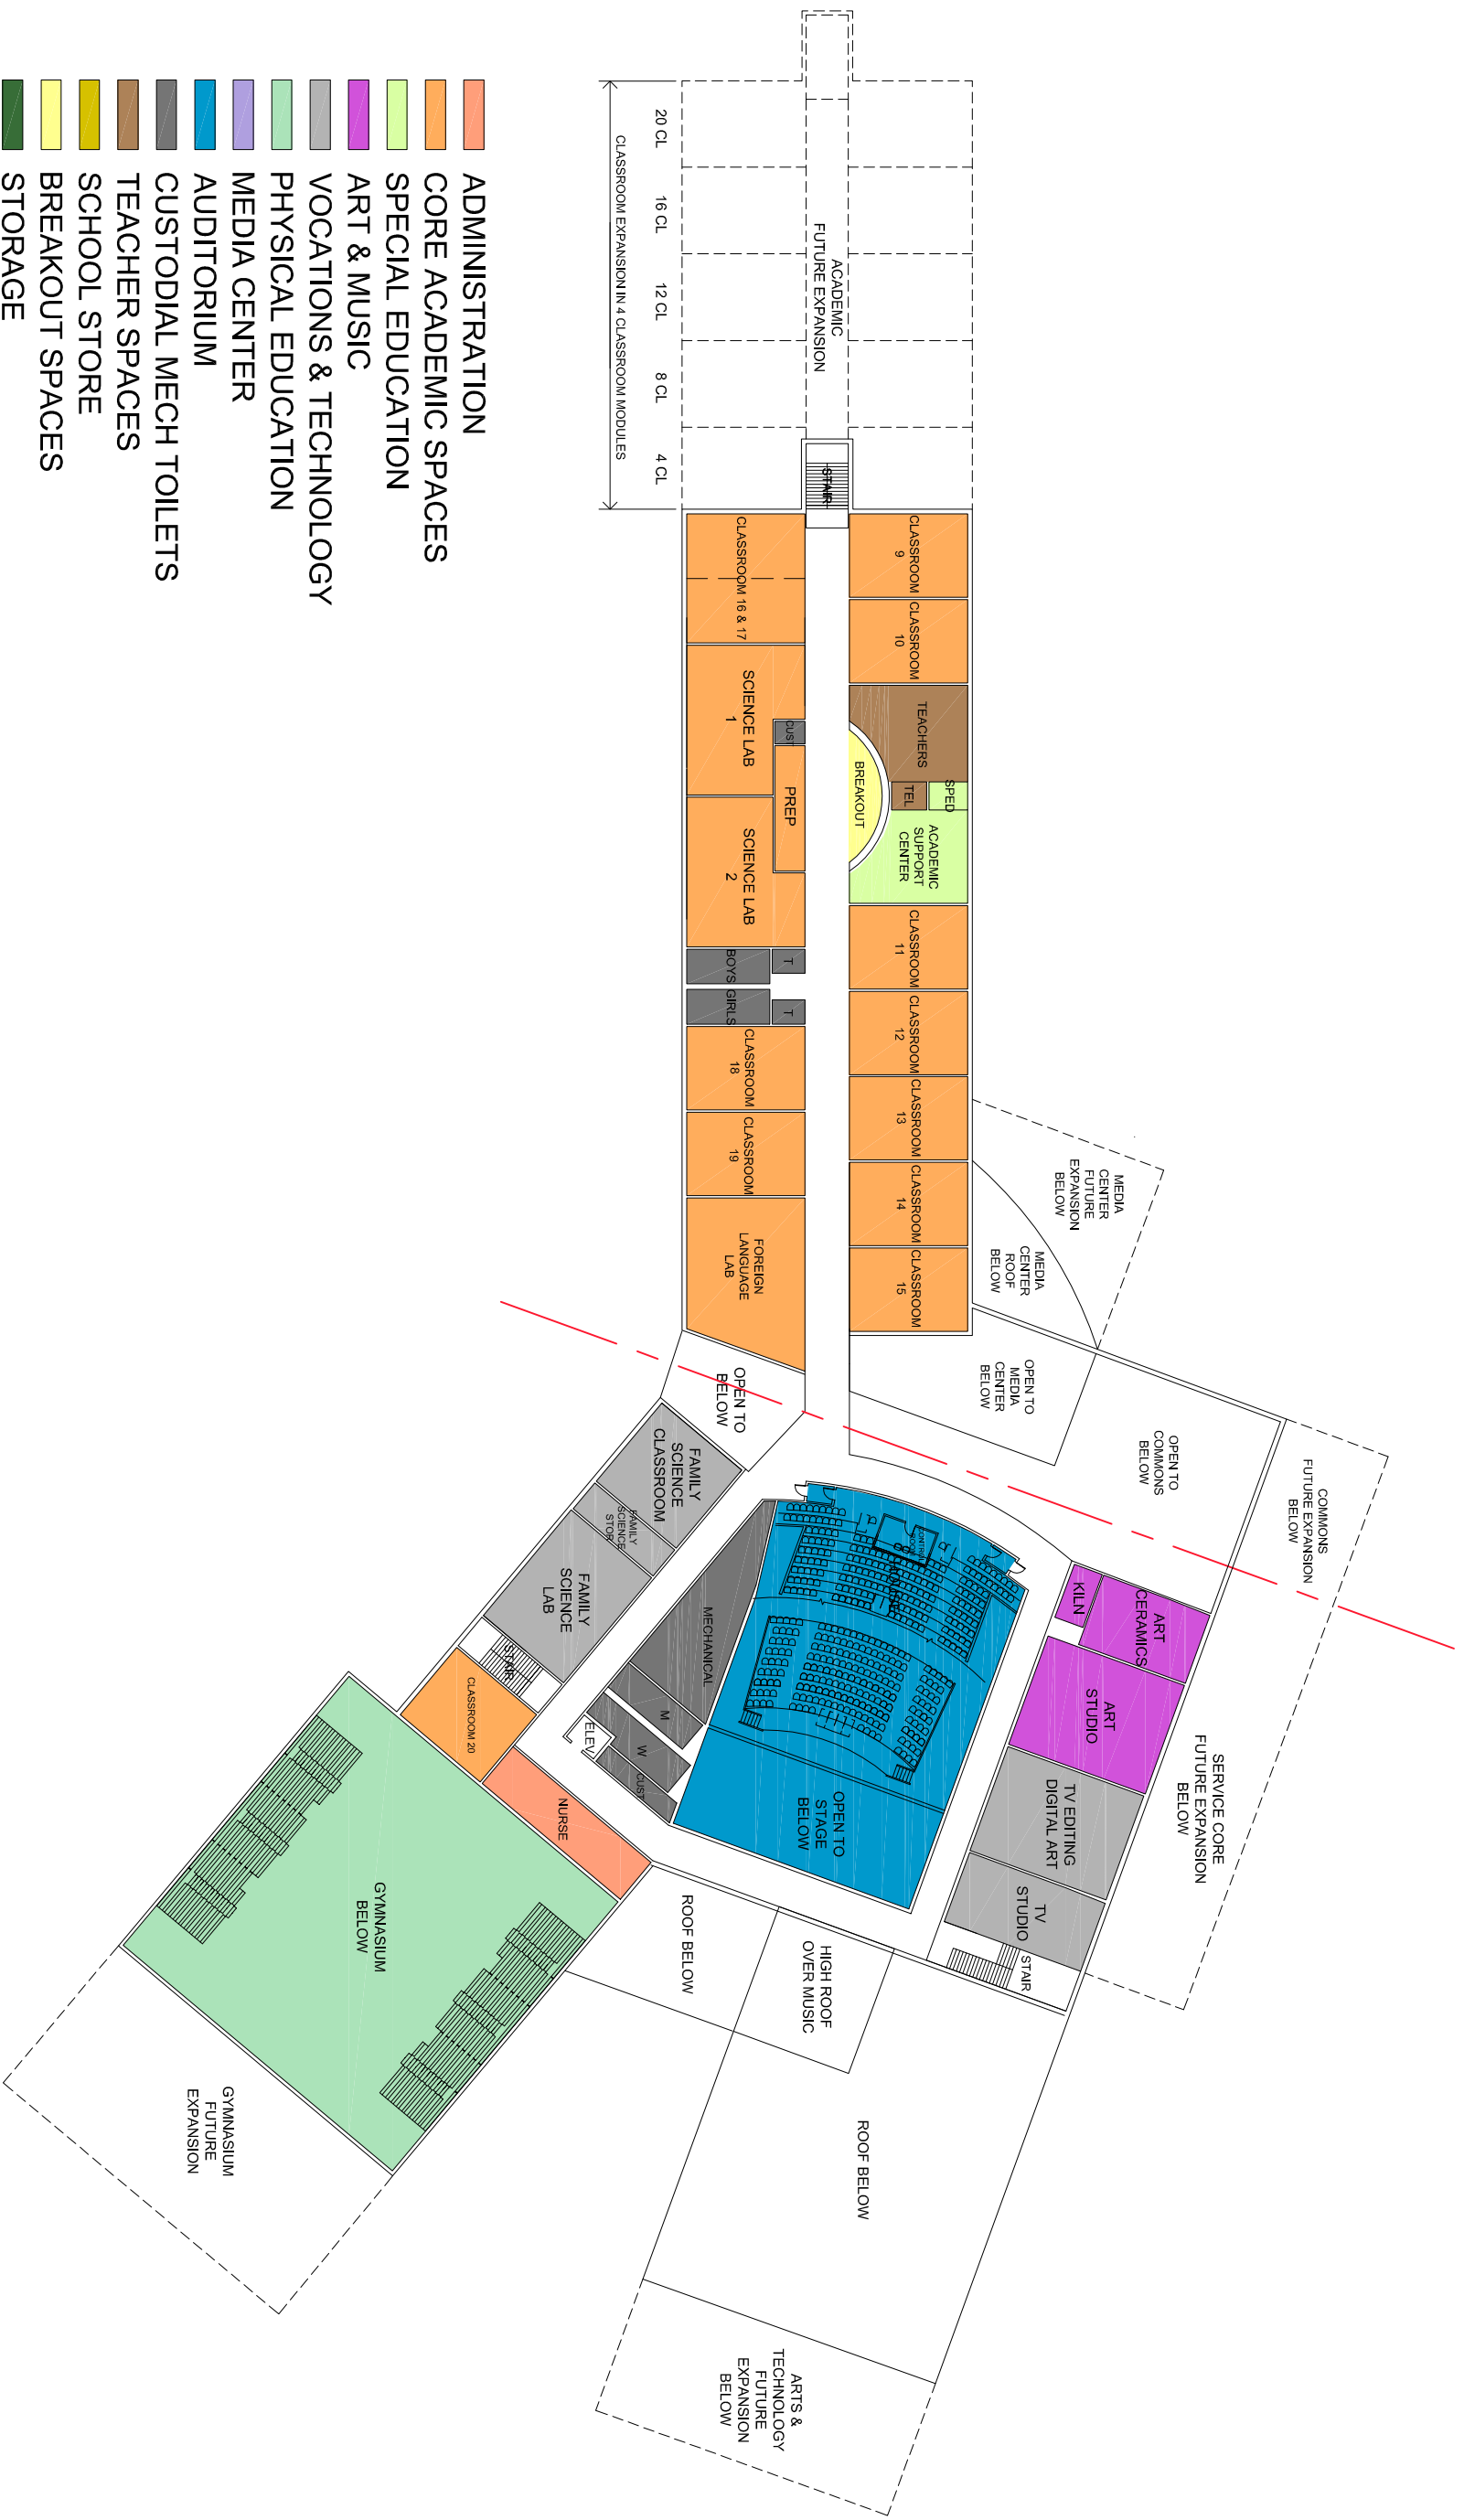 20 CL
16 CL
12 CL
8 CL
4 CL
CLASSROOM EXPANSION IN 4 CLASSROOM MODULES
ACADEMIC
FUTURE EXPANSION
STAIR
CLASSROOM
9
CLASSROOM
10
TEACHERS
TEL
SPED
BREAKOUT
ACADEMIC
SUPPORT
CENTER
CLASSROOM
11
CLASSROOM
12
CLASSROOM
13
CLASSROOM
14
CLASSROOM
15
CLASSROOM 16 & 17
SCIENCE LAB
1
CUST
PREP
SCIENCE LAB
2
BOYS
T
GIRLS
T
CLASSROOM
18
CLASSROOM
19
FOREIGN
LANGUAGE
LAB
MEDIA
CENTER
FUTURE
EXPANSION
BELOW
MEDIA
CENTER
ROOF
BELOW
OPEN TO
MEDIA
CENTER
BELOW
OPEN TO
COMMONS
BELOW
COMMONS
FUTURE EXPANSION
BELOW
OPEN TO
BELOW
FAMILY
SCIENCE
CLASSROOM
FAMILY
SCIENCE
STOR
FAMILY
SCIENCE
LAB
STAIR
CLASSROOM 20
NURSE
MECHANICAL
M
W
ELEV
CUST
CONTROL
ROOM
HOUSE
OPEN TO
STAGE
BELOW
KILN
ART
CERAMICS
ART
STUDIO
TV EDITING
DIGITAL ART
TV
STUDIO
STAIR
SERVICE CORE
FUTURE EXPANSION
BELOW
ROOF BELOW
HIGH ROOF
OVER MUSIC
ROOF BELOW
GYMNASIUM
BELOW
GYMNASIUM
FUTURE
EXPANSION
ARTS &
TECHNOLOGY
FUTURE
EXPANSION
BELOW
ADMINISTRATION
CORE ACADEMIC SPACES
SPECIAL EDUCATION
ART & MUSIC
VOCATIONS & TECHNOLOGY
PHYSICAL EDUCATION
MEDIA CENTER
AUDITORIUM
CUSTODIAL MECH TOILETS
TEACHER SPACES
SCHOOL STORE
BREAKOUT SPACES
STORAGE